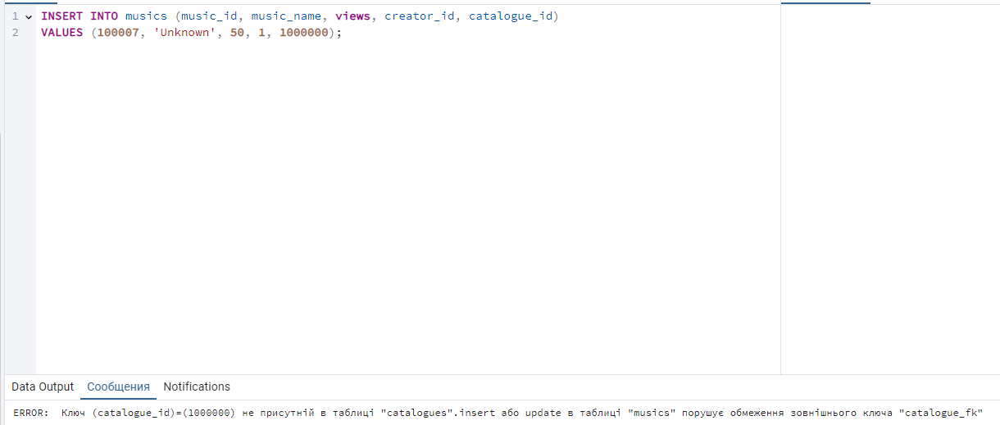 1 INSERT INTO musics (music_id, music_name, views, creator_id, catalogue_id)
2 VALUES (100007, 'Unknown', 50, 1, 1000000);
Data Output Сообщения Notifications
ERROR:  Ключ (catalogue_id)=(1000000) не присутній в таблиці "catalogues".insert або update в таблиці "musics" порушує обмеження зовнішнього ключа "catalogue_fk"